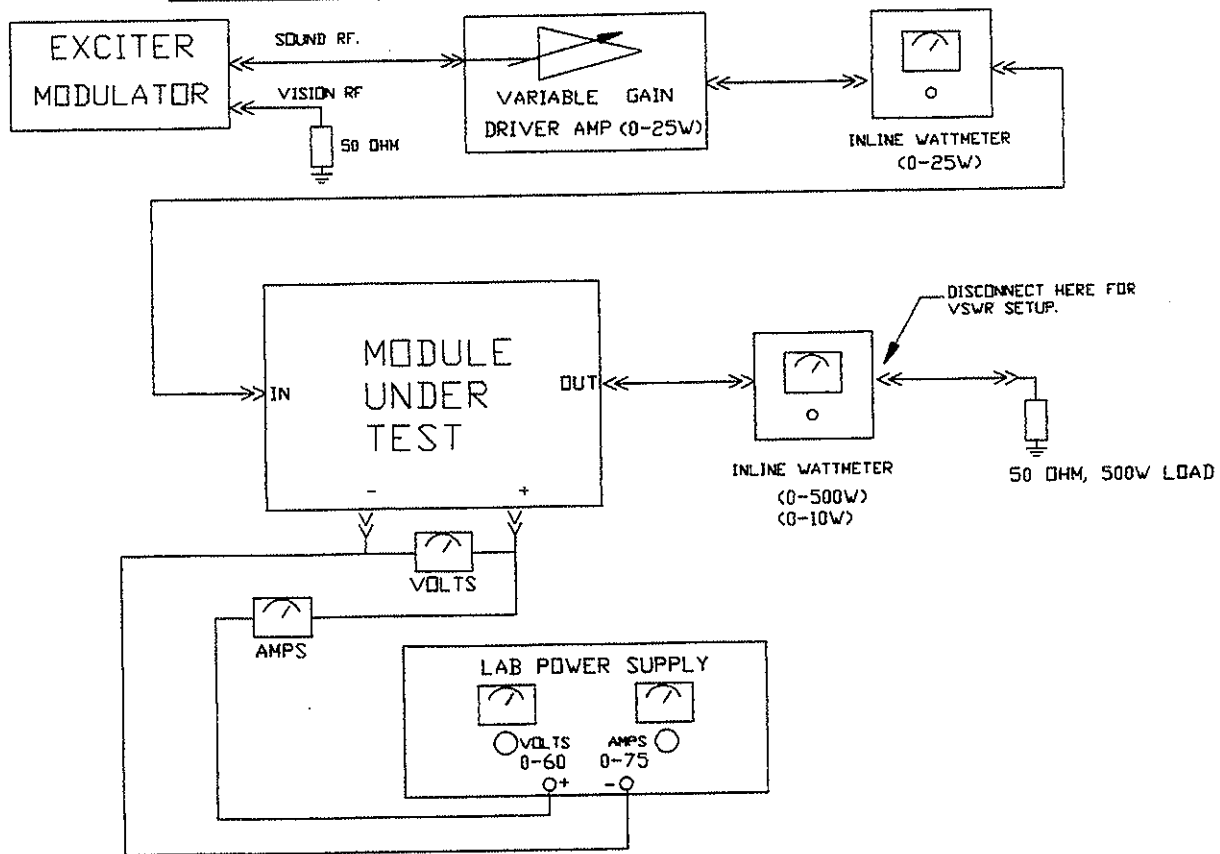 EXCITER
MODULATOR
SOUND RF.
VISION RF
50 OHM
VARIABLE GAIN
DRIVER AMP (0-25W)
INLINE WATTMETER
(0-25W)
DISCONNECT HERE FOR
VSWR SETUP.
MODULE
UNDER
TEST
IN
OUT
- +
INLINE WATTMETER
(0-500W)
(0-10W)
50 OHM, 500W LOAD
VOLTS
AMPS
LAB POWER SUPPLY
VOLTS
0-60
AMPS
0-75
+ -